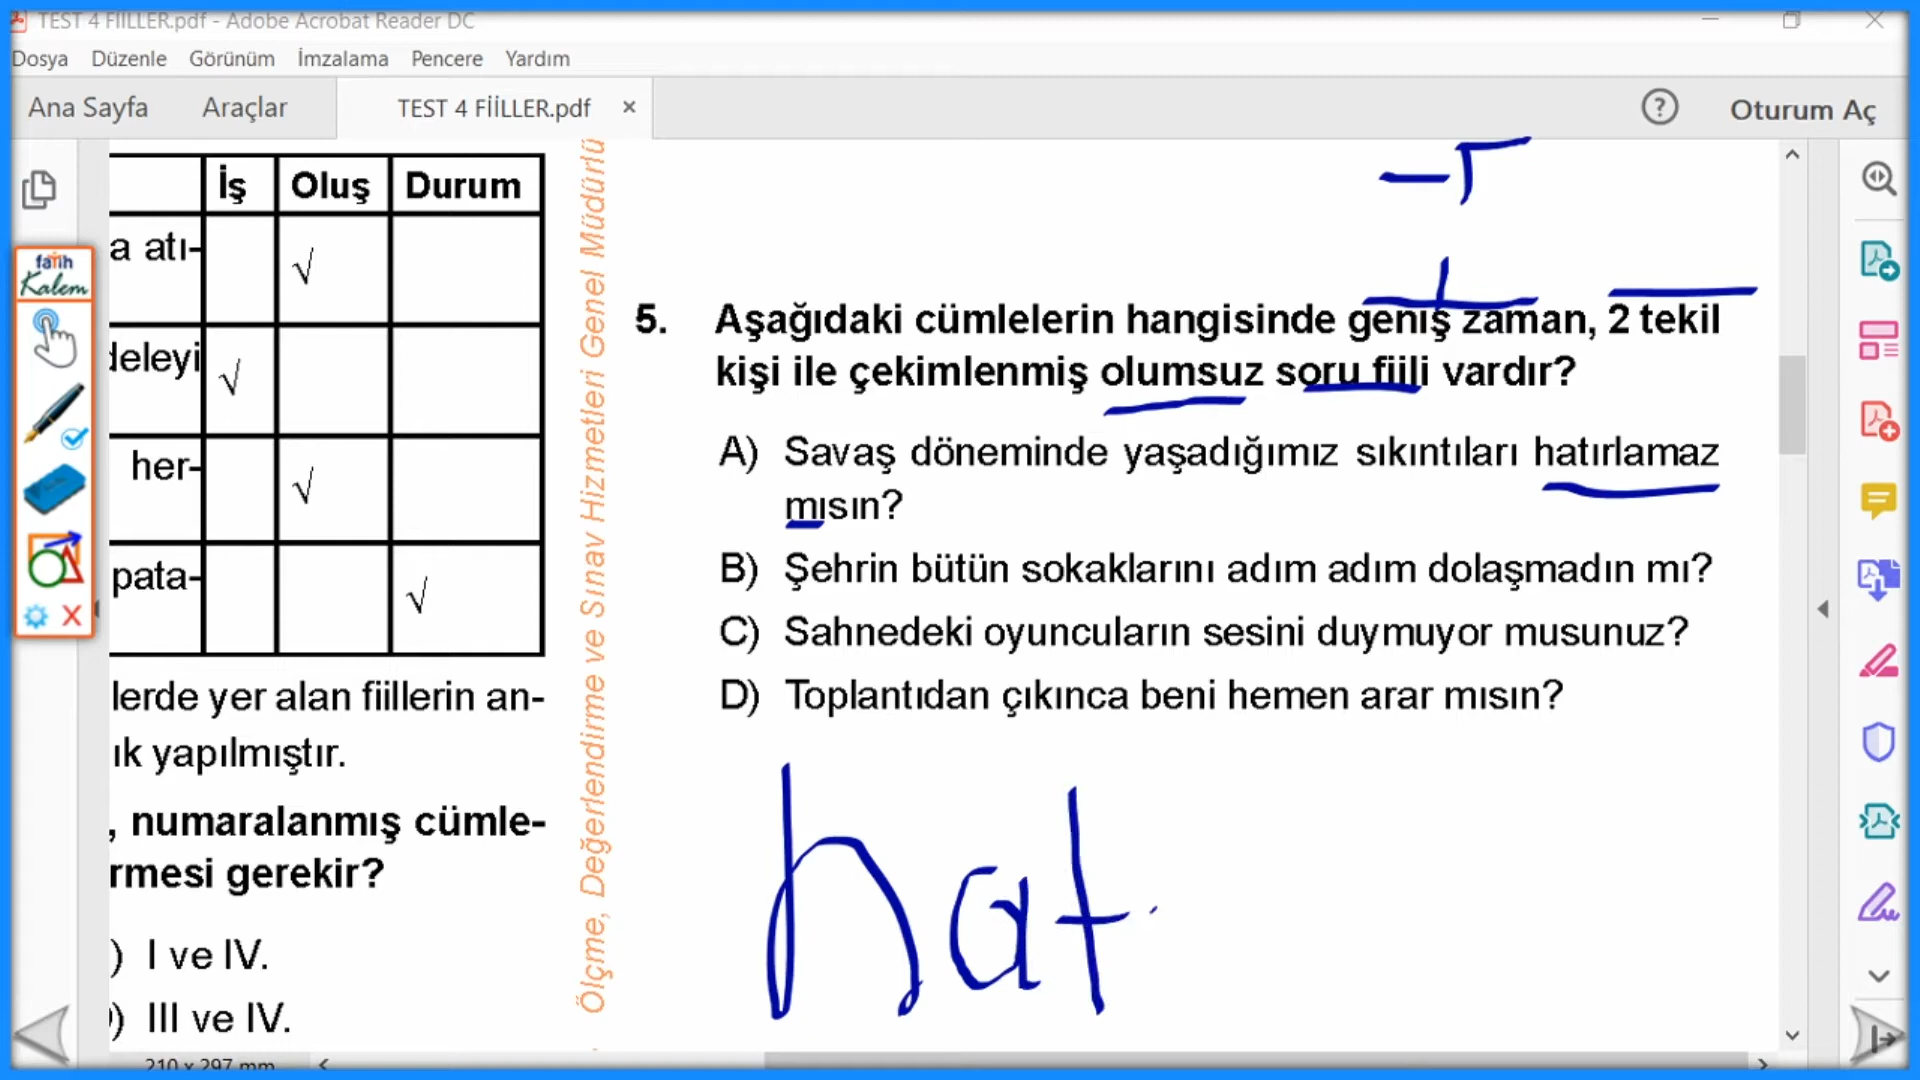 TEST 4 FİİLLER.pdf - Adobe Acrobat Reader DC
Dosya Düzenle Görünüm İmzalama Pencere Yardım
Ana Sayfa Araçlar TEST 4 FİİLLER.pdf × ? Oturum Aç
fatih
Kalem
İş Oluş Durum
a atı- √
deleyi √
her- √
pata- √
lerde yer alan fiillerin an-
ık yapılmıştır.
, numaralanmış cümle-
rmesi gerekir?
) I ve IV.
) III ve IV.
Ölçme, Değerlendirme ve Sınav Hizmetleri Genel Müdürlü
-r
5. Aşağıdaki cümlelerin hangisinde geniş zaman, 2 tekil
kişi ile çekimlenmiş olumsuz soru fiili vardır?
A) Savaş döneminde yaşadığımız sıkıntıları hatırlamaz
mısın?
B) Şehrin bütün sokaklarını adım adım dolaşmadın mı?
C) Sahnedeki oyuncuların sesini duymuyor musunuz?
D) Toplantıdan çıkınca beni hemen arar mısın?
hat
210 x 297 mm